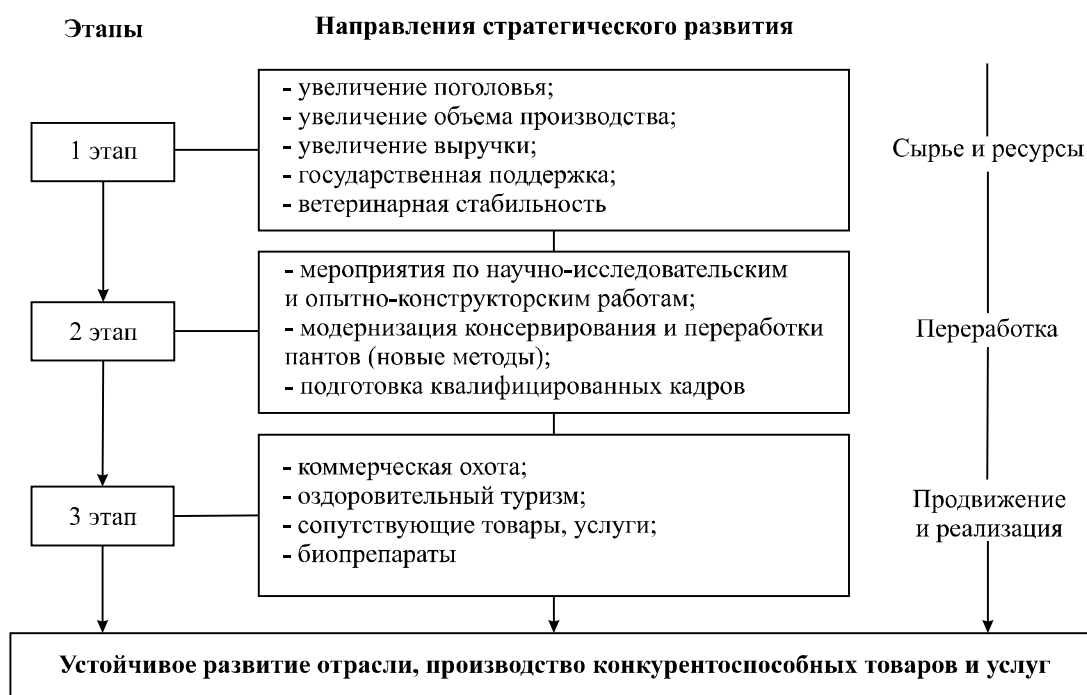 Этапы
Направления стратегического развития
1 этап
- увеличение поголовья;
- увеличение объема производства;
- увеличение выручки;
- государственная поддержка;
- ветеринарная стабильность
Сырье и ресурсы
2 этап
- мероприятия по научно-исследовательским
и опытно-конструкторским работам;
- модернизация консервирования и переработки
пантов (новые методы);
- подготовка квалифицированных кадров
Переработка
3 этап
- коммерческая охота;
- оздоровительный туризм;
- сопутствующие товары, услуги;
- биопрепараты
Продвижение
и реализация
Устойчивое развитие отрасли, производство конкурентоспособных товаров и услуг